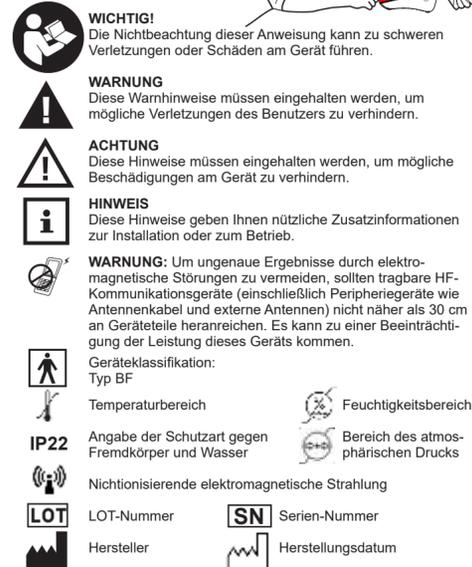 WICHTIG!
Die Nichtbeachtung dieser Anweisung kann zu schweren
Verletzungen oder Schäden am Gerät führen.
WARNUNG
Diese Warnhinweise müssen eingehalten werden, um
mögliche Verletzungen des Benutzers zu verhindern.
ACHTUNG
Diese Hinweise müssen eingehalten werden, um mögliche
Beschädigungen am Gerät zu verhindern.
HINWEIS
Diese Hinweise geben Ihnen nützliche Zusatzinformationen
zur Installation oder zum Betrieb.
WARNUNG: Um ungenaue Ergebnisse durch elektro-
magnetische Störungen zu vermeiden, sollten tragbare HF-
Kommunikationsgeräte (einschließlich Peripheriegeräte wie
Antennenkabel und externe Antennen) nicht näher als 30 cm
an Geräteteile heranreichen. Es kann zu einer Beeinträchti-
gung der Leistung dieses Geräts kommen.
Geräteklassifikation:
Typ BF
Temperaturbereich
Feuchtigkeitsbereich
IP22 Angabe der Schutzart gegen
Fremdkörper und Wasser
Bereich des atmos-
phärischen Drucks
Nichtionisierende elektromagnetische Strahlung
LOT LOT-Nummer
SN Serien-Nummer
Hersteller
Herstellungsdatum